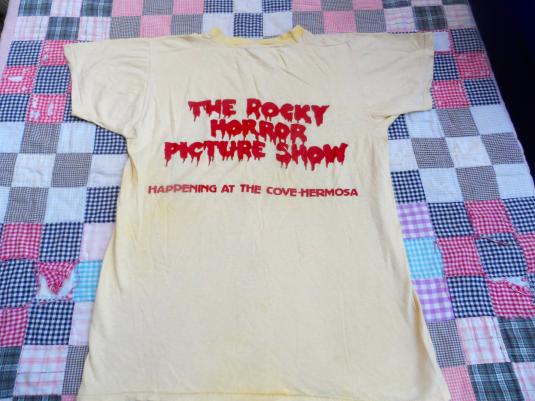 THE ROCKY
HORROR
PICTURE SHOW
HAPPENING AT THE COVE-HERMOSA